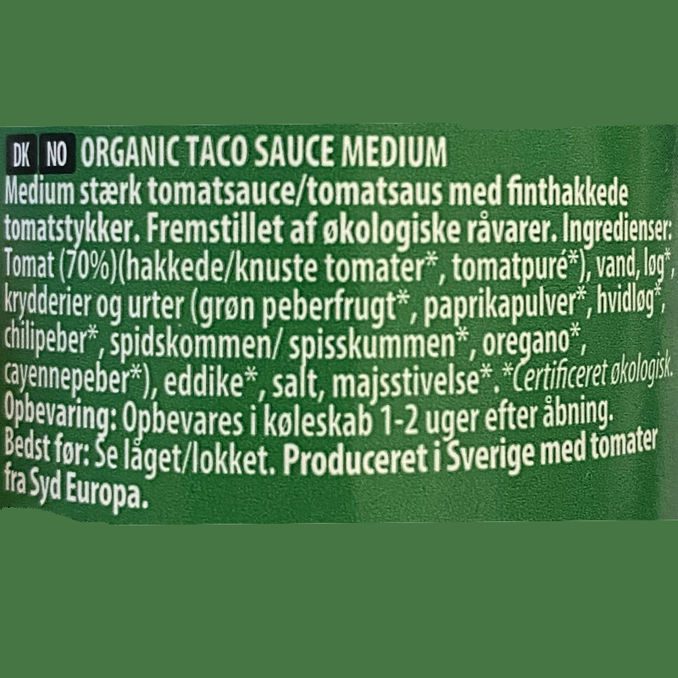 DK NO ORGANIC TACO SAUCE MEDIUM
Medium stærk tomatsauce/tomatsaus med finthakkede
tomatstykker. Fremstillet af økologiske råvarer. Ingredienser:
Tomat (70%)(hakkede/knuste tomater*, tomatpuré*), vand, løg*,
krydderier og urter (grøn peberfrugt*, paprikapulver*, hvidløg*,
chilipeber*, spidskommen/ spisskummen*, oregano*,
cayennepeber*), eddike*, salt, majsstivelse*. *Certificeret økologisk.
Opbevaring: Opbevares i køleskab 1-2 uger efter åbning.
Bedst før: Se låget/lokket. Produceret i Sverige med tomater
fra Syd Europa.